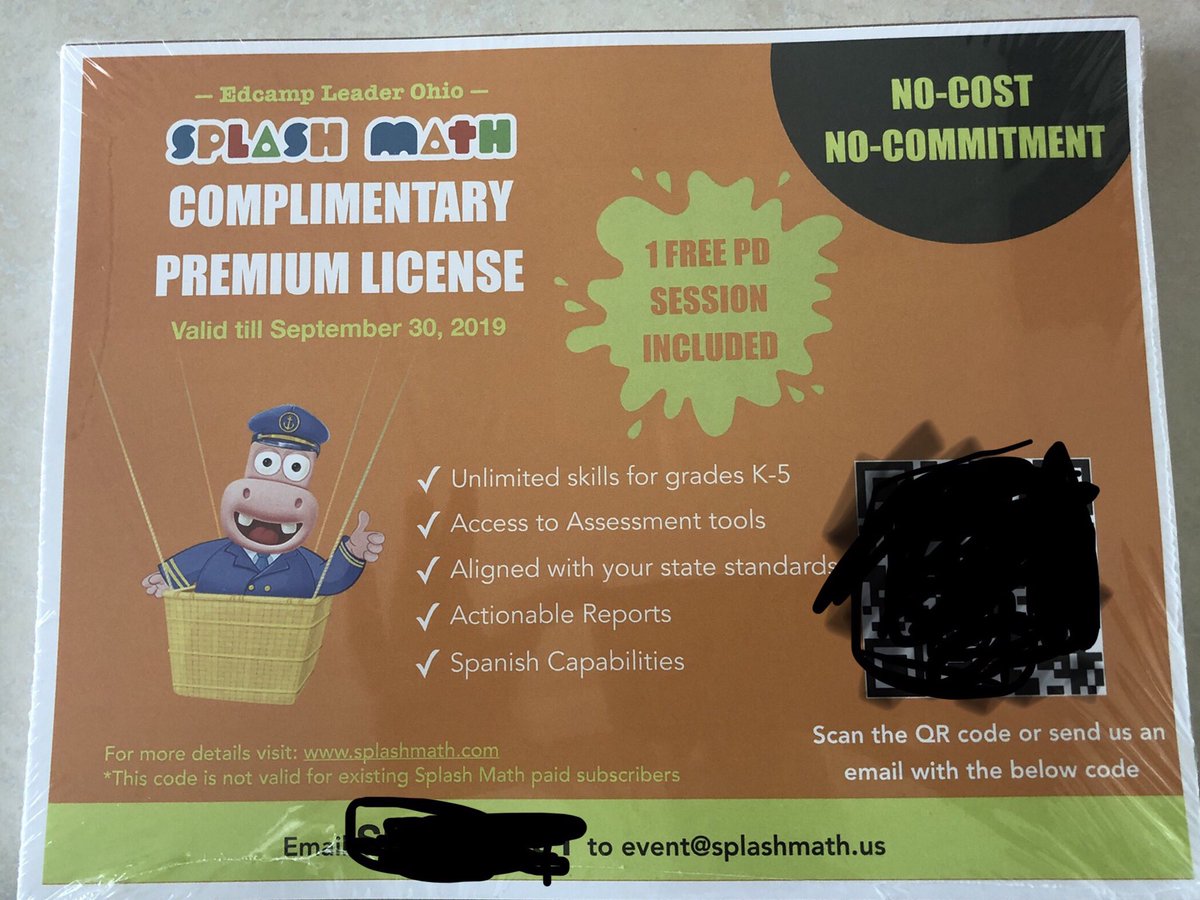 — Edcamp Leader Ohio —
SPLASH MATH
COMPLIMENTARY
PREMIUM LICENSE
Valid till September 30, 2019
NO-COST
NO-COMMITMENT
1 FREE PD
SESSION
INCLUDED
✓ Unlimited skills for grades K-5
✓ Access to Assessment tools
✓ Aligned with your state standards
✓ Actionable Reports
✓ Spanish Capabilities
For more details visit: www.splashmath.com
*This code is not valid for existing Splash Math paid subscribers
Scan the QR code or send us an
email with the below code
Email to event@splashmath.us